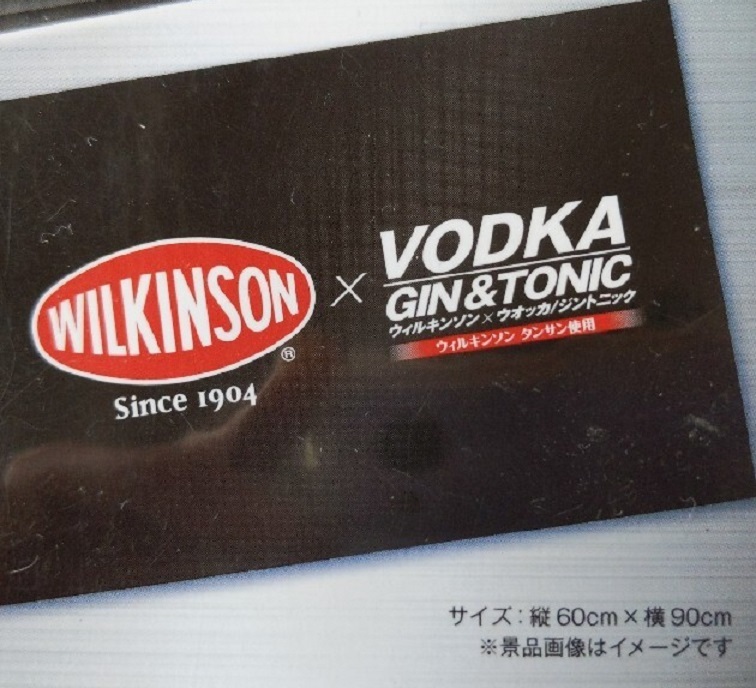 WILKINSON
®
Since 1904
×
VODKA
GIN&TONIC
ウィルキンソン×ウオッカ/ジントニック
ウィルキンソン タンサン使用
サイズ:縦60cm×横90cm
※景品画像はイメージです